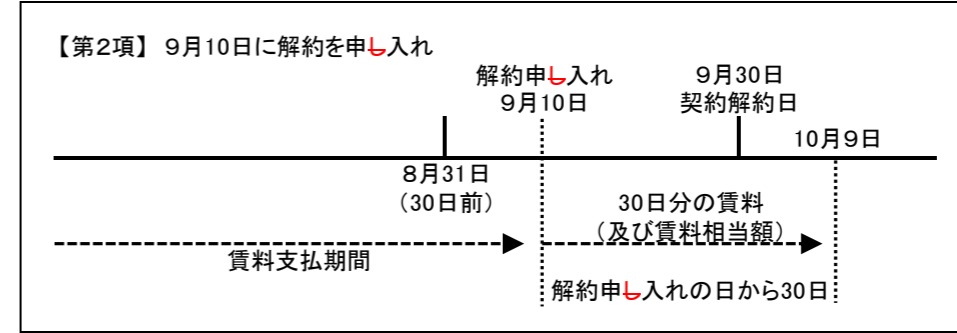 【第2項】 9月10日に解約を申し入れ
解約申し入れ
9月10日
9月30日
契約解約日
10月9日
8月31日
(30日前)
30日分の賃料
(及び賃料相当額)
賃料支払期間
解約申し入れの日から30日